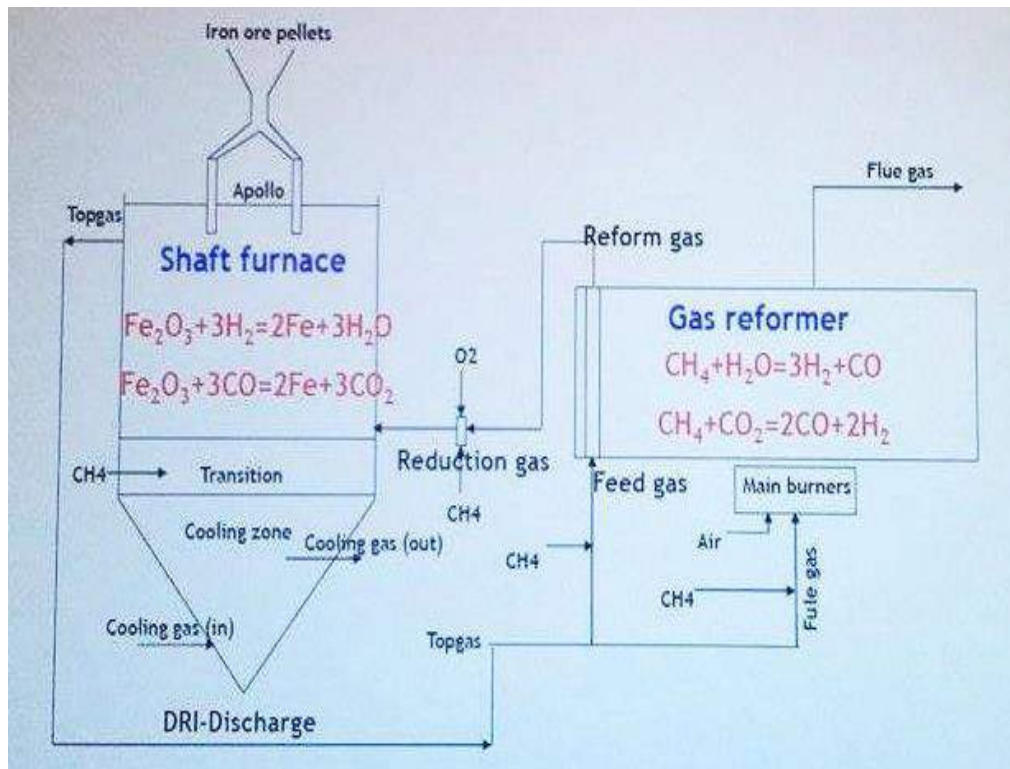 Iron ore pellets
Apollo
Topgas
Shaft furnace
Fe₂O₃+3H₂=2Fe+3H₂O
Fe₂O₃+3CO=2Fe+3CO₂
CH4
Transition
Cooling zone
Cooling gas (out)
Cooling gas (in)
DRI-Discharge
O2
Reduction gas
CH4
Reform gas
Flue gas
Gas reformer
CH₄+H₂O=3H₂+CO
CH₄+CO₂=2CO+2H₂
Feed gas
Main burners
Air
CH4
CH4
Fule gas
Topgas